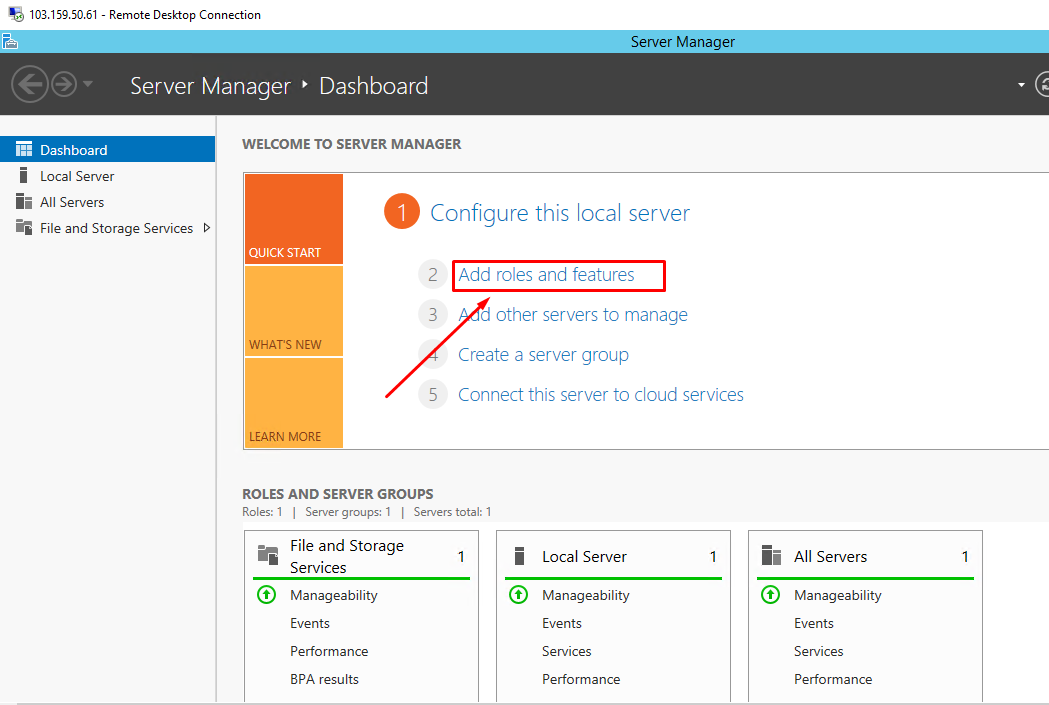 103.159.50.61 - Remote Desktop Connection
Server Manager
Server Manager ‣ Dashboard
Dashboard
Local Server
All Servers
File and Storage Services
WELCOME TO SERVER MANAGER
QUICK START
WHAT'S NEW
LEARN MORE
1 Configure this local server
2 Add roles and features
3 Add other servers to manage
4 Create a server group
5 Connect this server to cloud services
ROLES AND SERVER GROUPS
Roles: 1 | Server groups: 1 | Servers total: 1
File and Storage
Services 1
Manageability
Events
Performance
BPA results
Local Server 1
Manageability
Events
Services
Performance
All Servers 1
Manageability
Events
Services
Performance